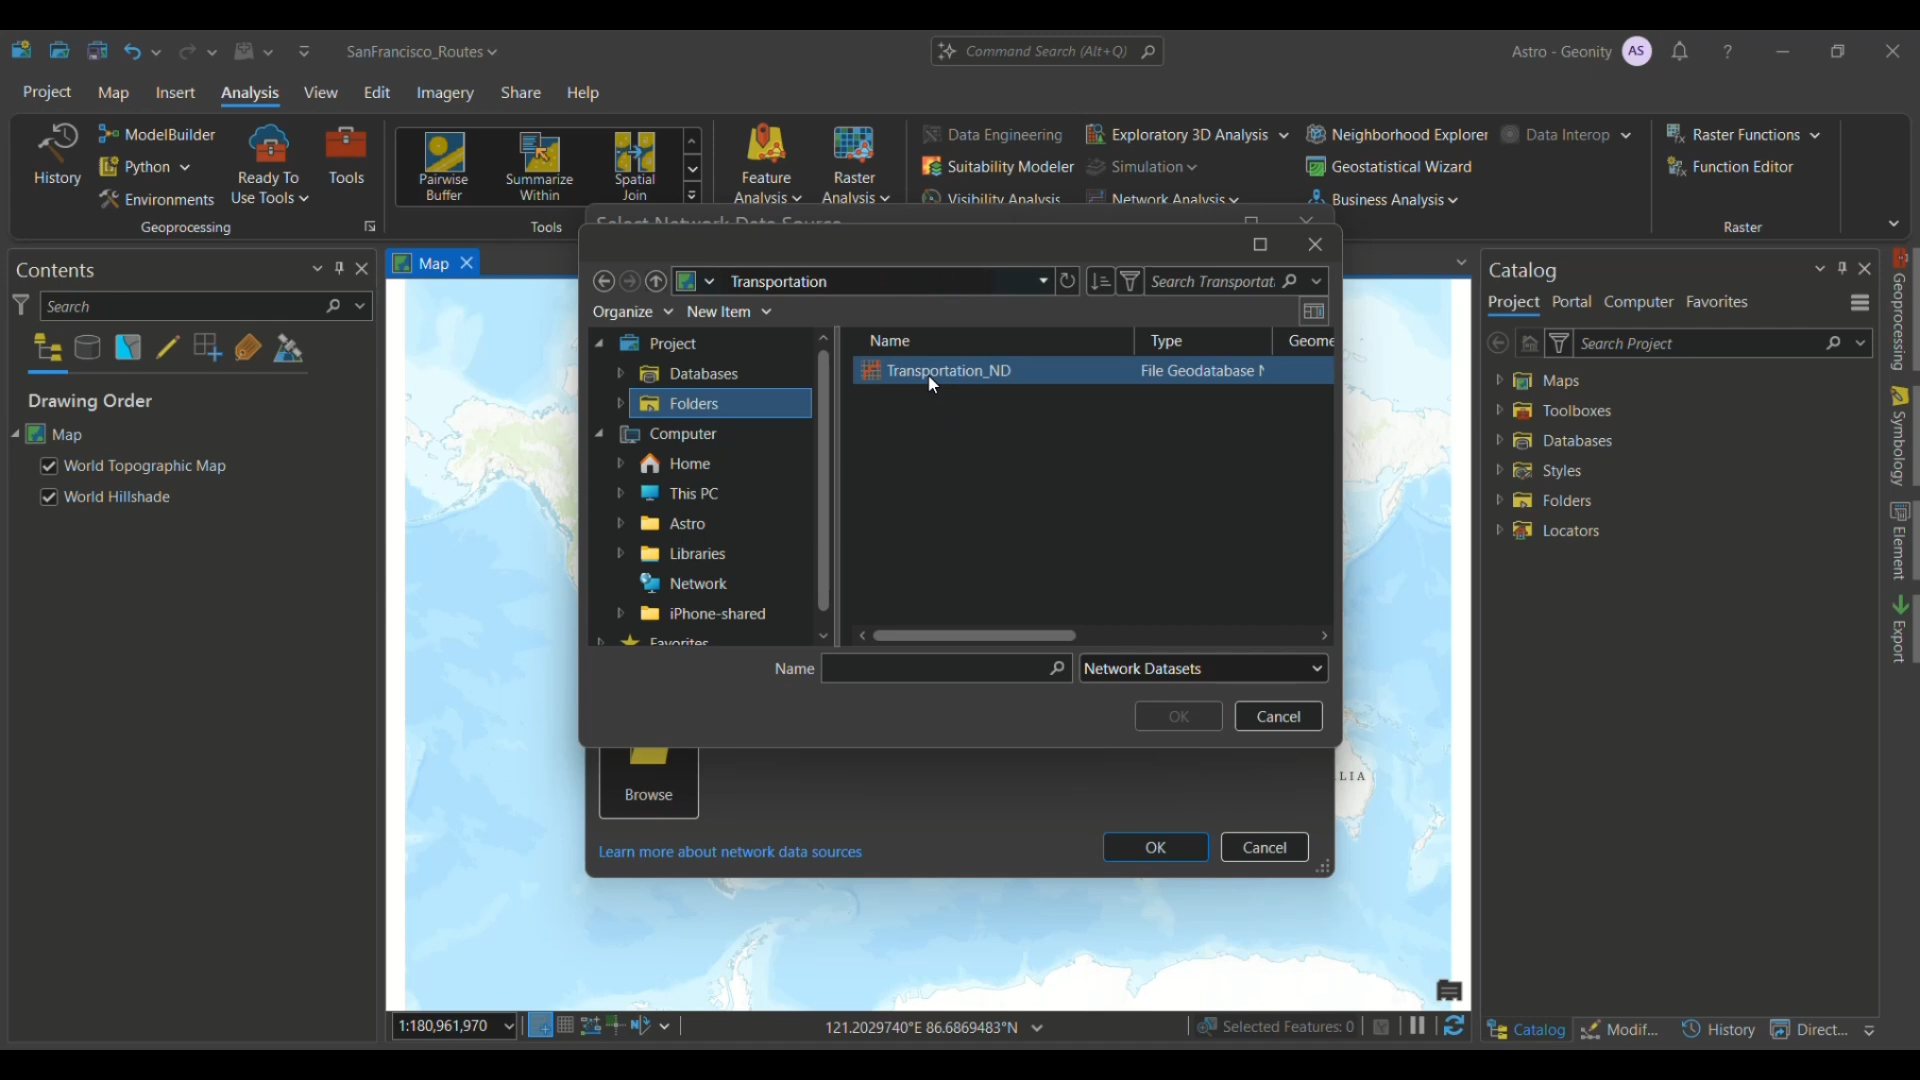 SanFrancisco_Routes
Command Search (Alt+Q)
Astro - Geonity
AS
?
Project
Map
Insert
Analysis
View
Edit
Imagery
Share
Help
History
ModelBuilder
Python
Environments
Ready To
Use Tools
Tools
Geoprocessing
Pairwise
Buffer
Summarize
Within
Spatial
Join
Tools
Feature
Analysis
Raster
Analysis
Data Engineering
Suitability Modeler
Visibility Analysis
Exploratory 3D Analysis
Simulation
Network Analysis
Neighborhood Explorer
Geostatistical Wizard
Business Analysis
Data Interop
Raster Functions
Function Editor
Raster
Contents
Search
Drawing Order
Map
World Topographic Map
World Hillshade
Map
Select Network Data Source
Transportation
Search Transportat
Organize
New Item
Project
Databases
Folders
Computer
Home
This PC
Astro
Libraries
Network
iPhone-shared
Favorites
Name
Type
Geome
Transportation_ND
File Geodatabase N
Name
Network Datasets
OK
Cancel
Browse
LIA
Learn more about network data sources
OK
Cancel
1:180,961,970
121.2029740°E 86.6869483°N
Selected Features: 0
Catalog
Project
Portal
Computer
Favorites
Search Project
Maps
Toolboxes
Databases
Styles
Folders
Locators
Catalog
Modif...
History
Direct...
Geoprocessing
Symbology
Element
Export